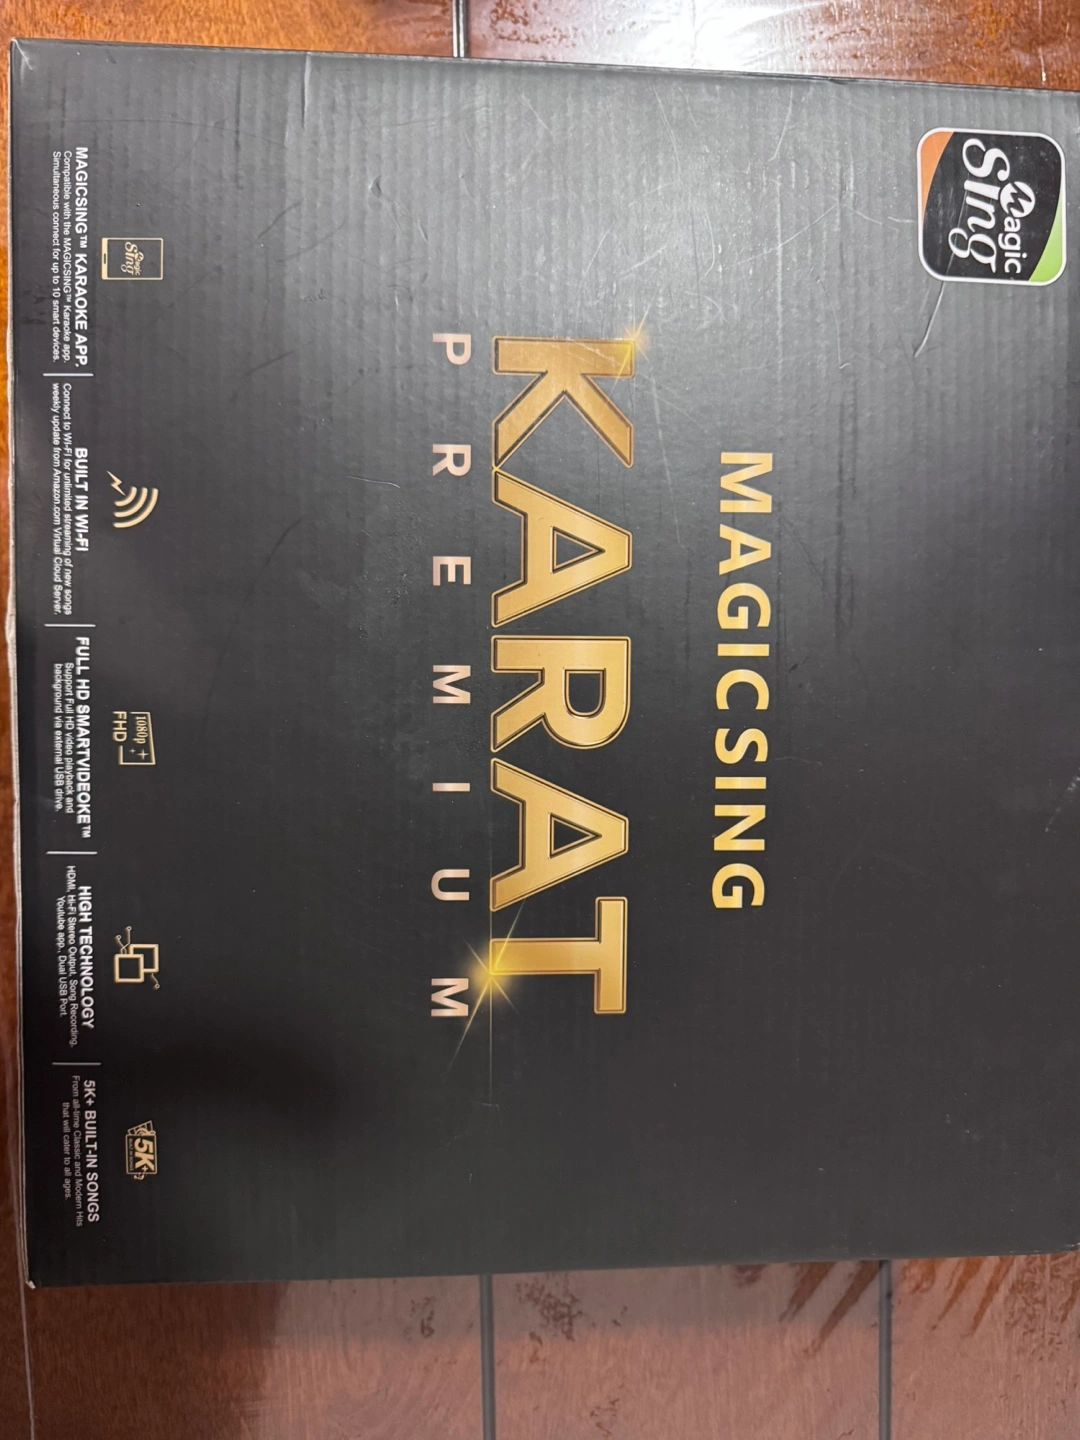 Magic
Sing
MAGICSING
KARAT
PREMIUM
Magic
Sing
MAGICSING™ KARAOKE APP.
Compatible with the MAGICSING™ Karaoke app.
Simultaneous connect for up to 10 smart devices.
BUILT IN WI-FI
Connect to Wi-Fi for unlimited streaming of new songs
weekly update from Amazon.com Virtual Cloud Server.
1080p
FHD
FULL HD SMARTVIDEOKE™
Support Full HD video playback and
background via external USB drive.
HIGH TECHNOLOGY
HDMI, Hi-Fi Stereo Output, Song Recording,
Youtube app., Dual USB Port.
5K+
5K+ BUILT-IN SONGS
From all-time Classic and Modern Hits
that will cater to all ages.